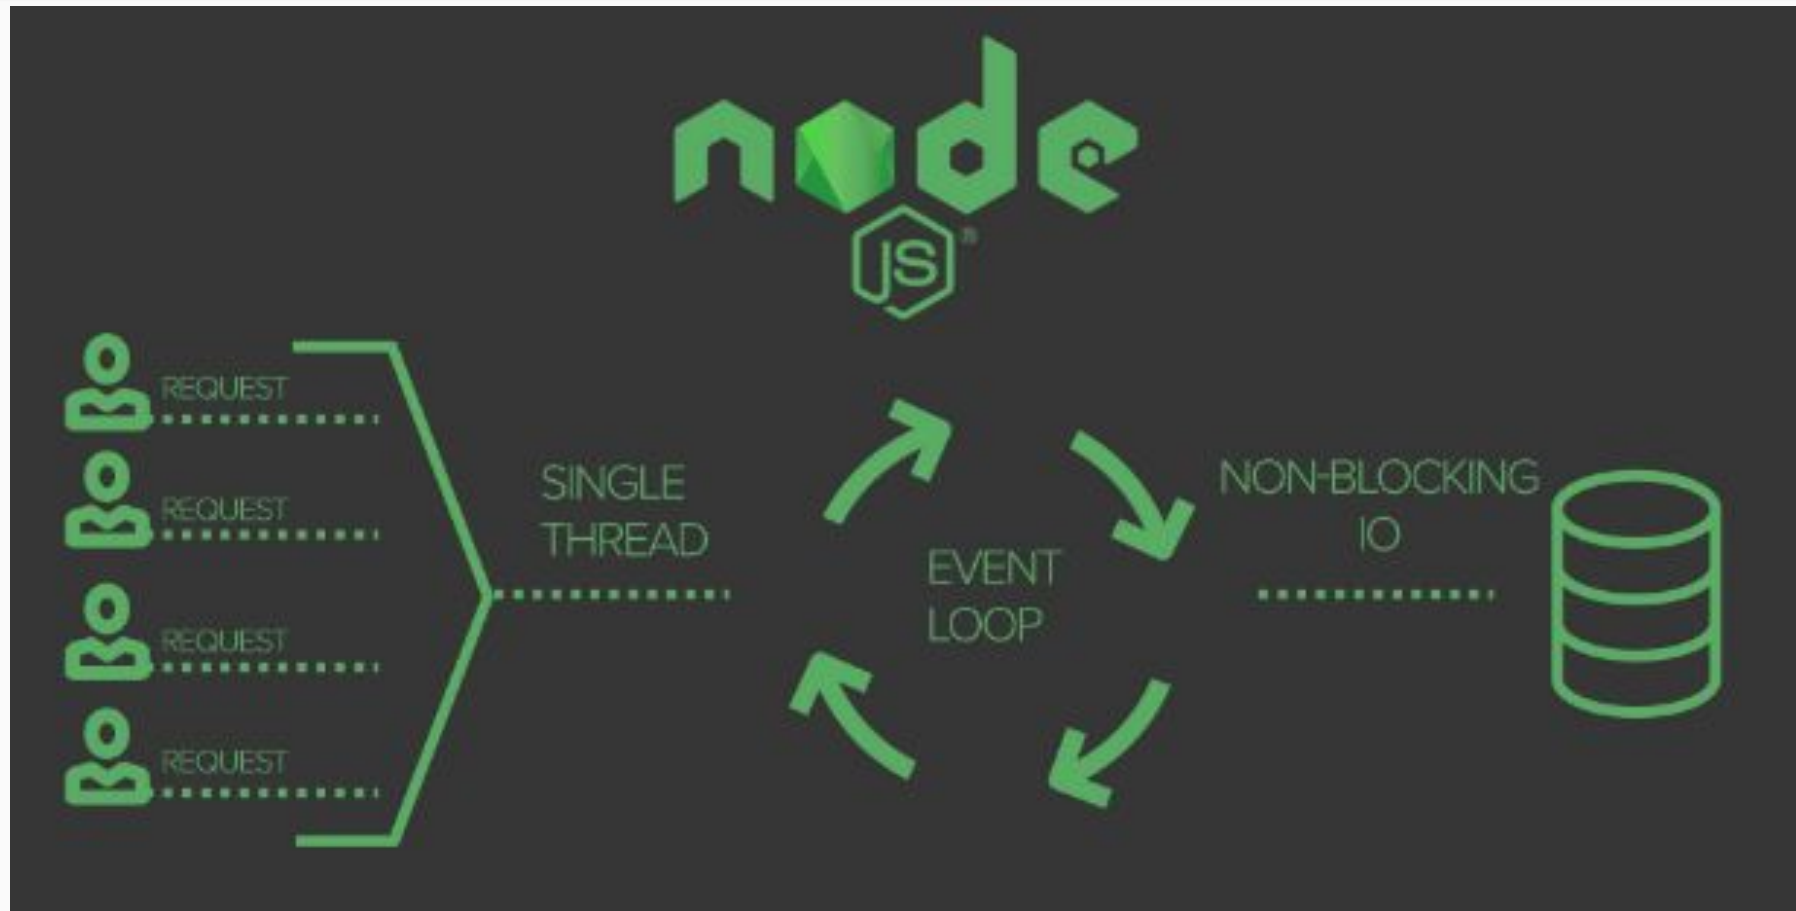 node
JS
REQUEST
REQUEST
REQUEST
REQUEST
SINGLE
THREAD
EVENT
LOOP
NON-BLOCKING
IO